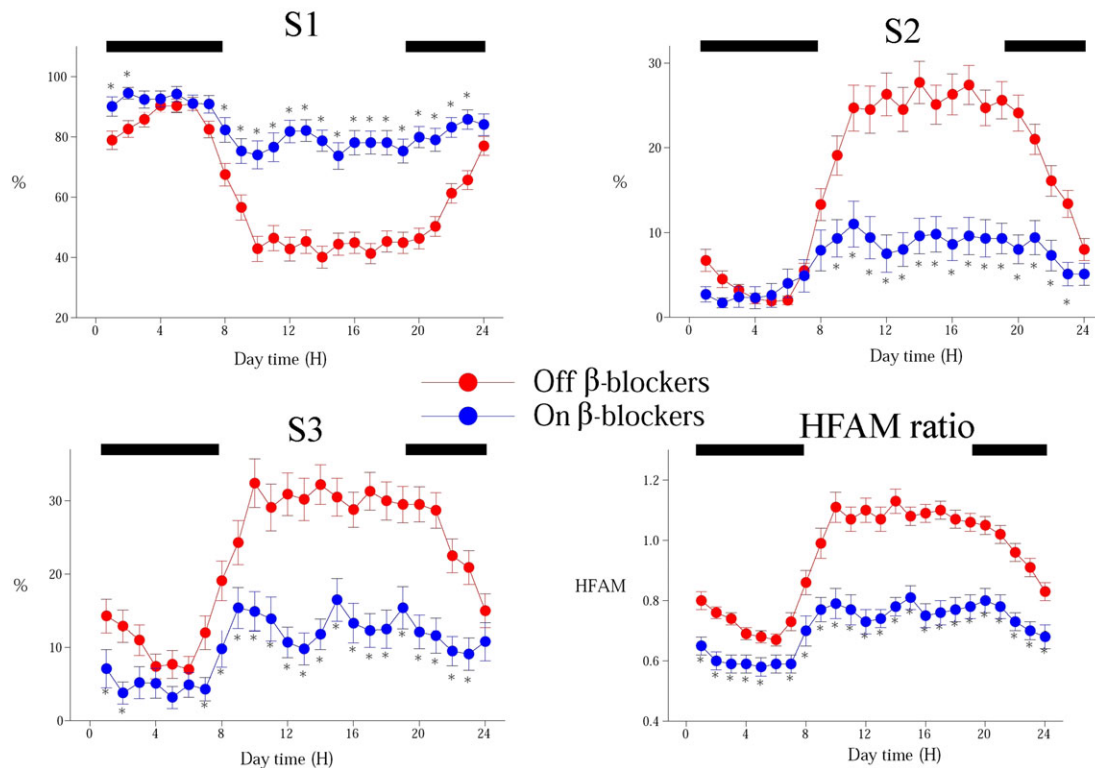 S1
100
80
%
60
40
20
0 4 8 12 16 20 24
Day time (H)
* * * * * * * * * * * * * * * * * * *
S2
30
20
%
10
0
0 4 8 12 16 20 24
Day time (H)
* * * * * * * * * * * * * * *
Off β-blockers
On β-blockers
S3
30
%
20
10
0
0 4 8 12 16 20 24
Day time (H)
* * * * * * * * * * * * * * * * * * *
HFAM ratio
1.2
1.0
HFAM
0.8
0.6
0.4
0 4 8 12 16 20 24
Day time (H)
* * * * * * * * * * * * * * * * * * * * * * *